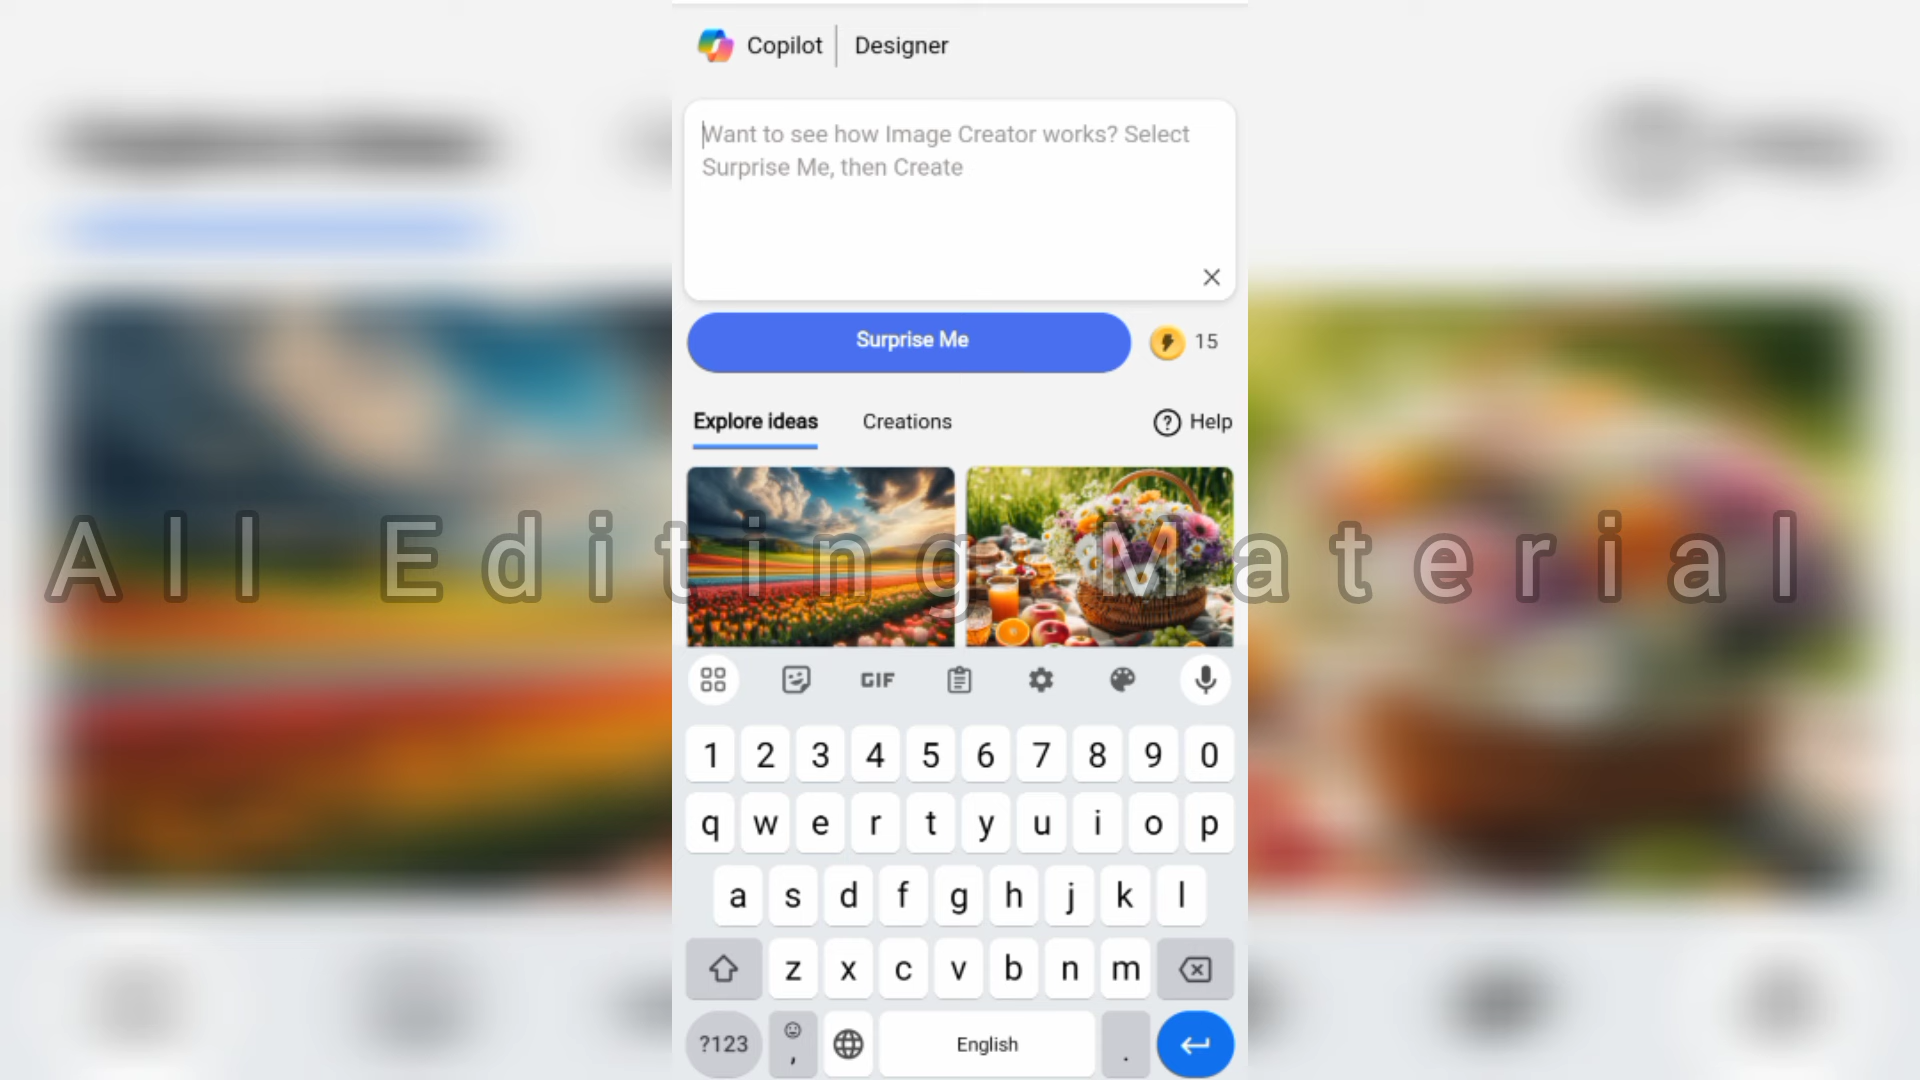 Copilot | Designer
Want to see how Image Creator works? Select
Surprise Me, then Create
Surprise Me
15
Explore ideas
Creations
? Help
All Editing Material
GIF
1 2 3 4 5 6 7 8 9 0
q w e r t y u i o p
a s d f g h j k l
z x c v b n m
?123 , English .